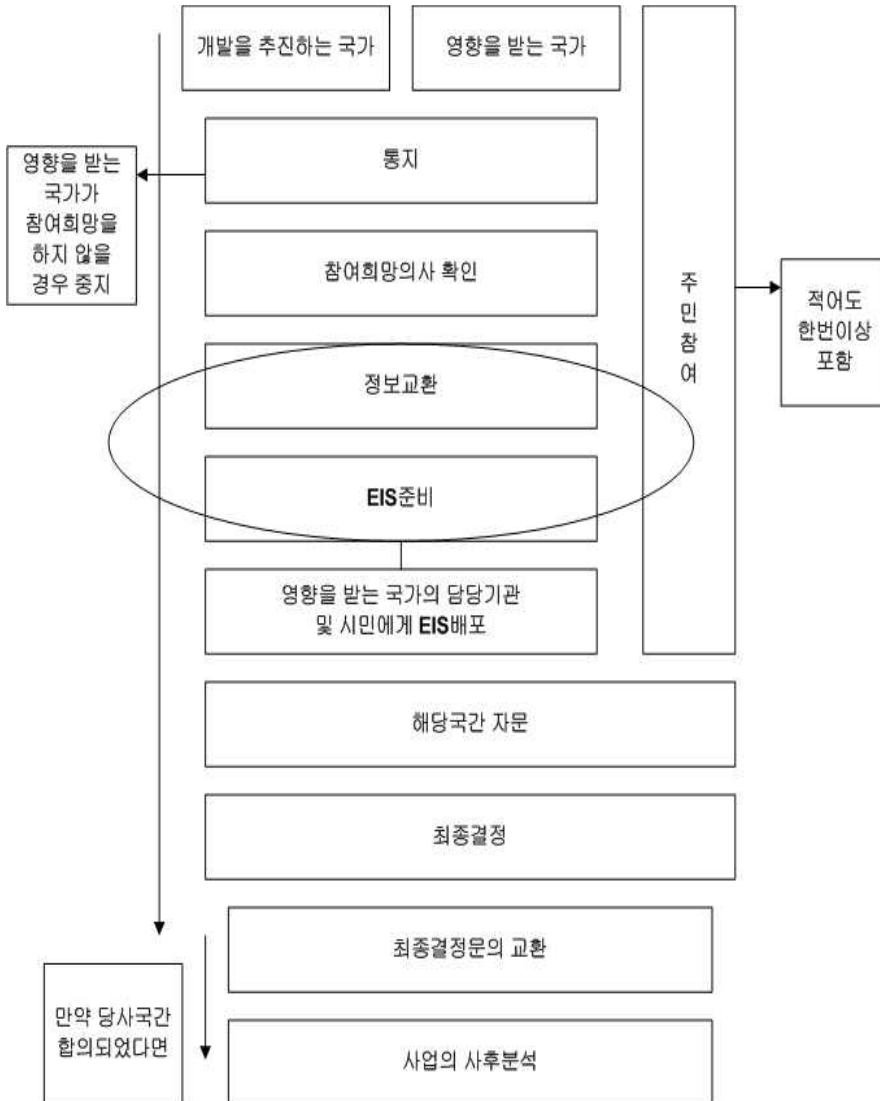 개발을 추진하는 국가
영향을 받는 국가
통지
영향을 받는
국가가
참여희망을
하지 않을
경우 중지
참여희망의사 확인
주
민
참
여
적어도
한번이상
포함
정보교환
EIS준비
영향을 받는 국가의 담당기관
및 시민에게 EIS배포
해당국간 자문
최종결정
최종결정문의 교환
만약 당사국간
합의되었다면
사업의 사후분석